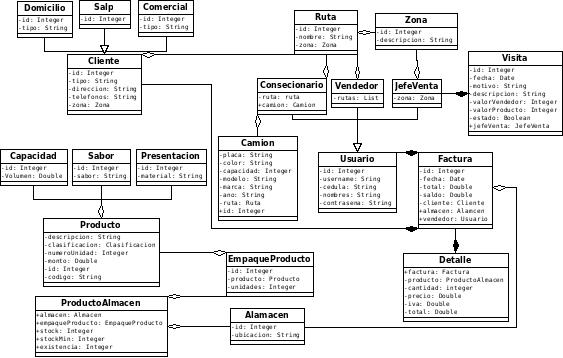 Domicilio
-id: Integer
-tipo: String
Salp
-id: Integer
Comercial
-id: Integer
-tipo: String
Cliente
-id: Integer
-tipo: String
-direccion: String
-telefonos: String
-zona: Zona
Ruta
-id: Integer
-nombre: String
-zona: Zona
Zona
-id: Integer
-descripcion: String
Visita
-id: Integer
-fecha: Date
-motivo: String
-descripcion: String
-valorVendedor: Integer
-valorProducto: Integer
-estado: Boolean
+jefeVenta: JefeVenta
Consecionario
-ruta: ruta
+camion: Camion
Vendedor
-rutas: List
JefeVenta
-zona: Zona
Camion
-placa: String
-color: String
-capacidad: Integer
-modelo: String
-marca: String
-ano: String
-ruta: Ruta
+id: Integer
Usuario
-id: Integer
-username: String
-cedula: String
-nombres: String
-contrasena: String
Factura
-id: Integer
-fecha: Date
-total: Double
-saldo: Double
-cliente: Cliente
+almacen: Alamcen
+vendedor: Usuario
Capacidad
-id: Integer
-Volumen: Double
Sabor
-id: Integer
-sabor: String
Presentacion
-id: Integer
-material: String
Producto
-descripcion: String
-clasificacion: Clasificacion
-numeroUnidad: Integer
-monto: Double
-id: Integer
-codigo: String
EmpaqueProducto
-id: Integer
-producto: Producto
-unidades: Integer
Detalle
+factura: Factura
-producto: ProductoAlmacen
-cantidad: integer
-precio: Double
-iva: Double
-total: Double
ProductoAlmacen
+almacen: Almacen
+empaqueProducto: EmpaqueProducto
+stock: Integer
+stockMin: Integer
+existencia: Integer
Alamacen
-id: Integer
-ubicacion: String